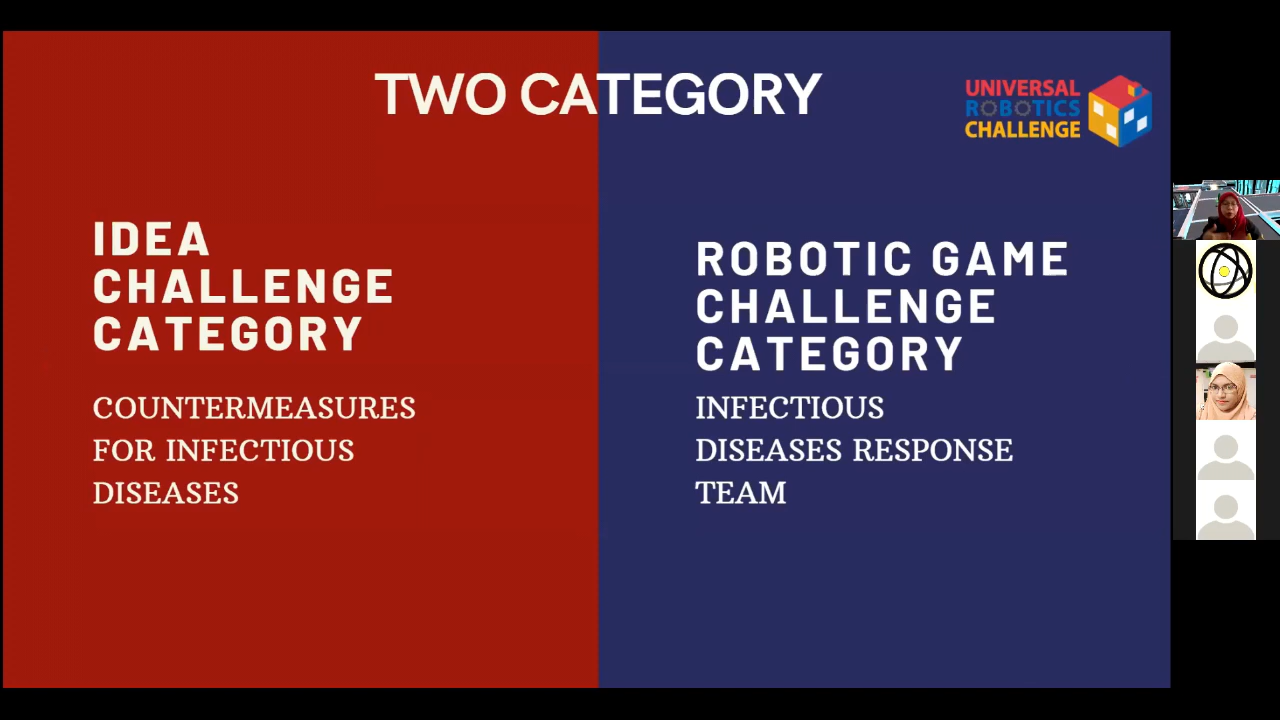 TWO CATEGORY
UNIVERSAL
ROBOTICS
CHALLENGE
IDEA
CHALLENGE
CATEGORY
COUNTERMEASURES
FOR INFECTIOUS
DISEASES
ROBOTIC GAME
CHALLENGE
CATEGORY
INFECTIOUS
DISEASES RESPONSE
TEAM